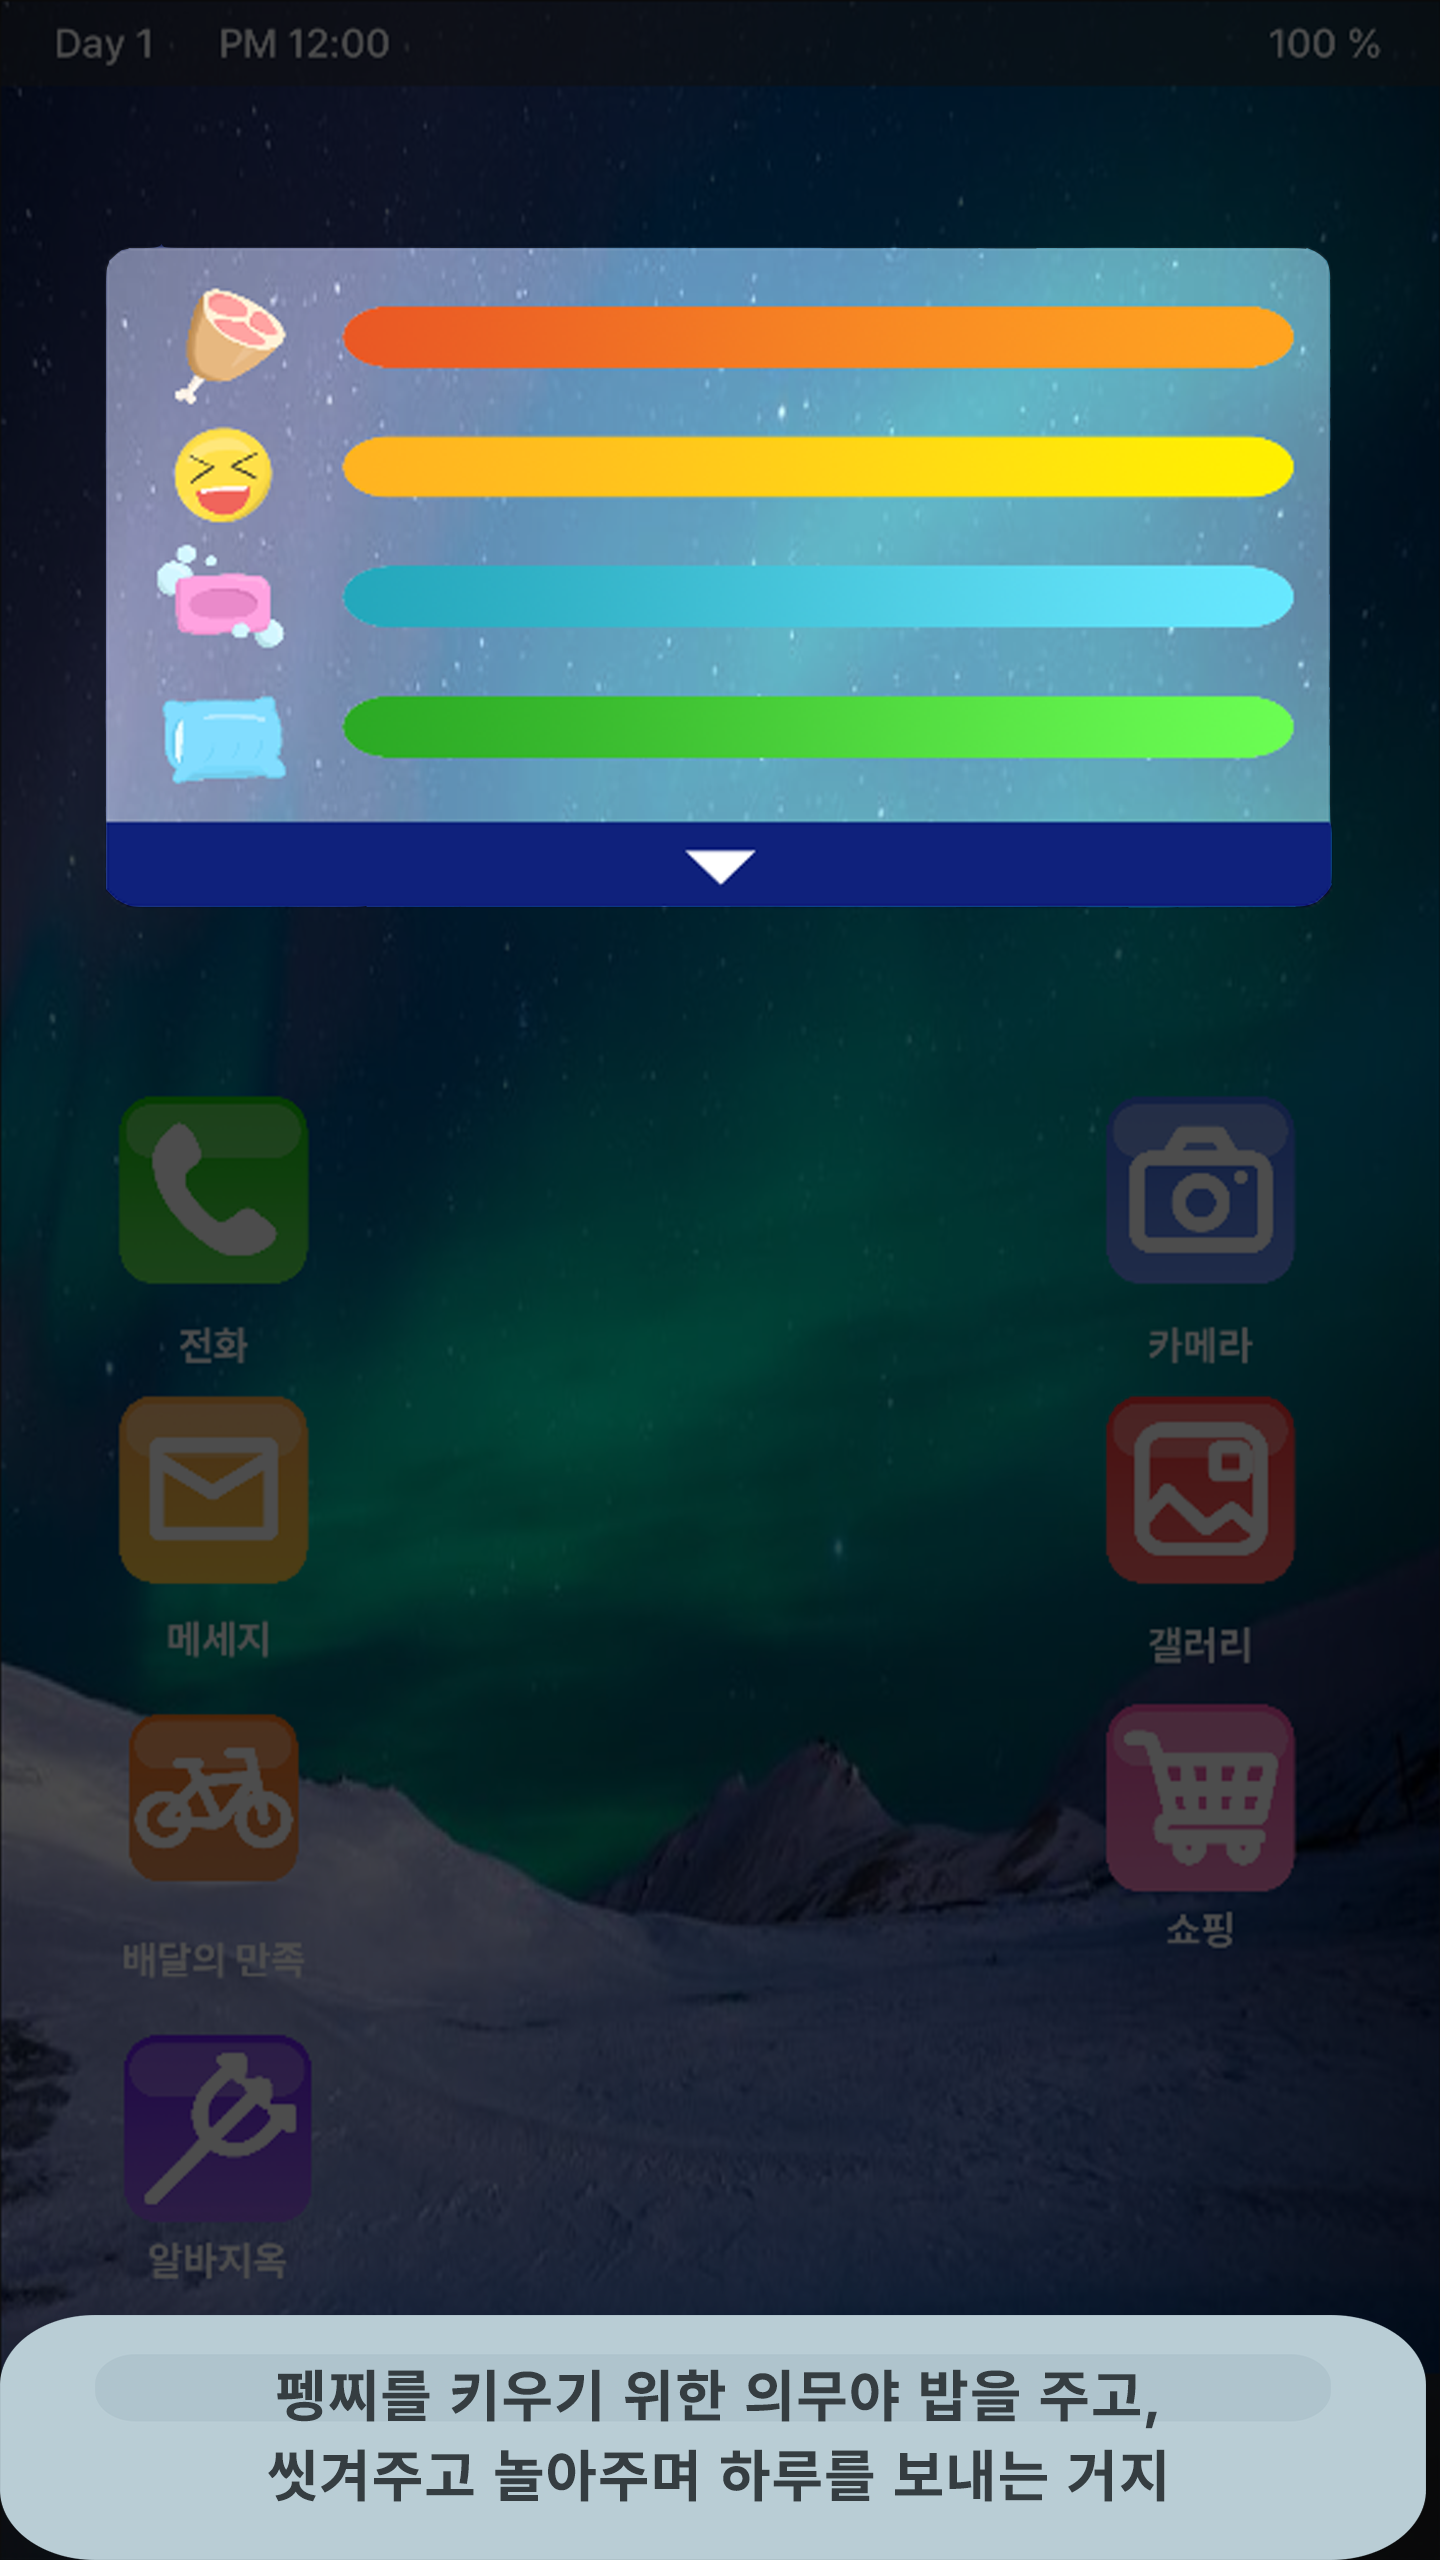 Day 1 PM 12:00 100 %
전화 카메라
메세지 갤러리
배달의 만족 쇼핑
알바지옥
펭찌를 키우기 위한 의무야 밥을 주고,
씻겨주고 놀아주며 하루를 보내는 거지